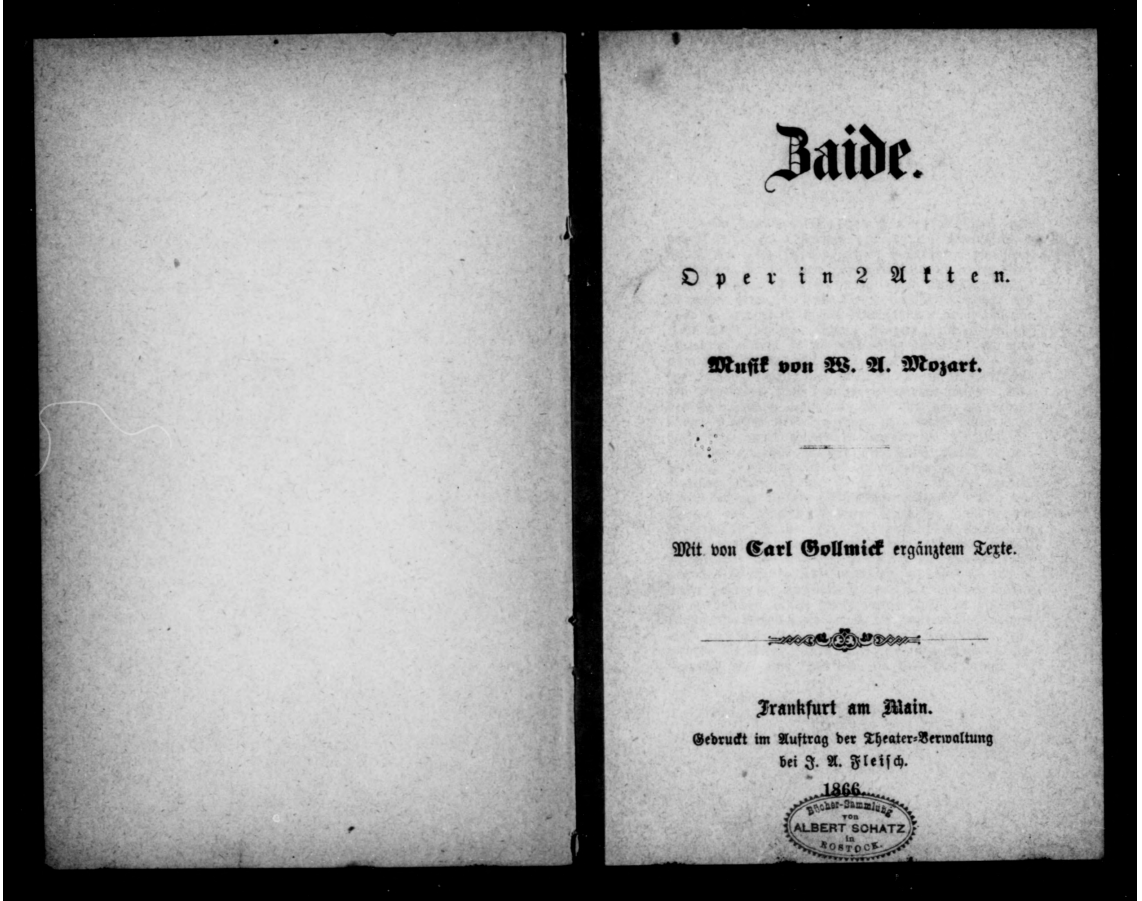 Zaide.
Oper in 2 Akten.
Musik von W. A. Mozart.
Mit von Carl Gollmick ergänztem Texte.
Frankfurt am Main.
Gedruckt im Auftrag der Theater-Verwaltung
bei J. A. Fleisch.
1866.
Bücher-Sammlung
von
ALBERT SCHATZ
in
ROSTOCK.